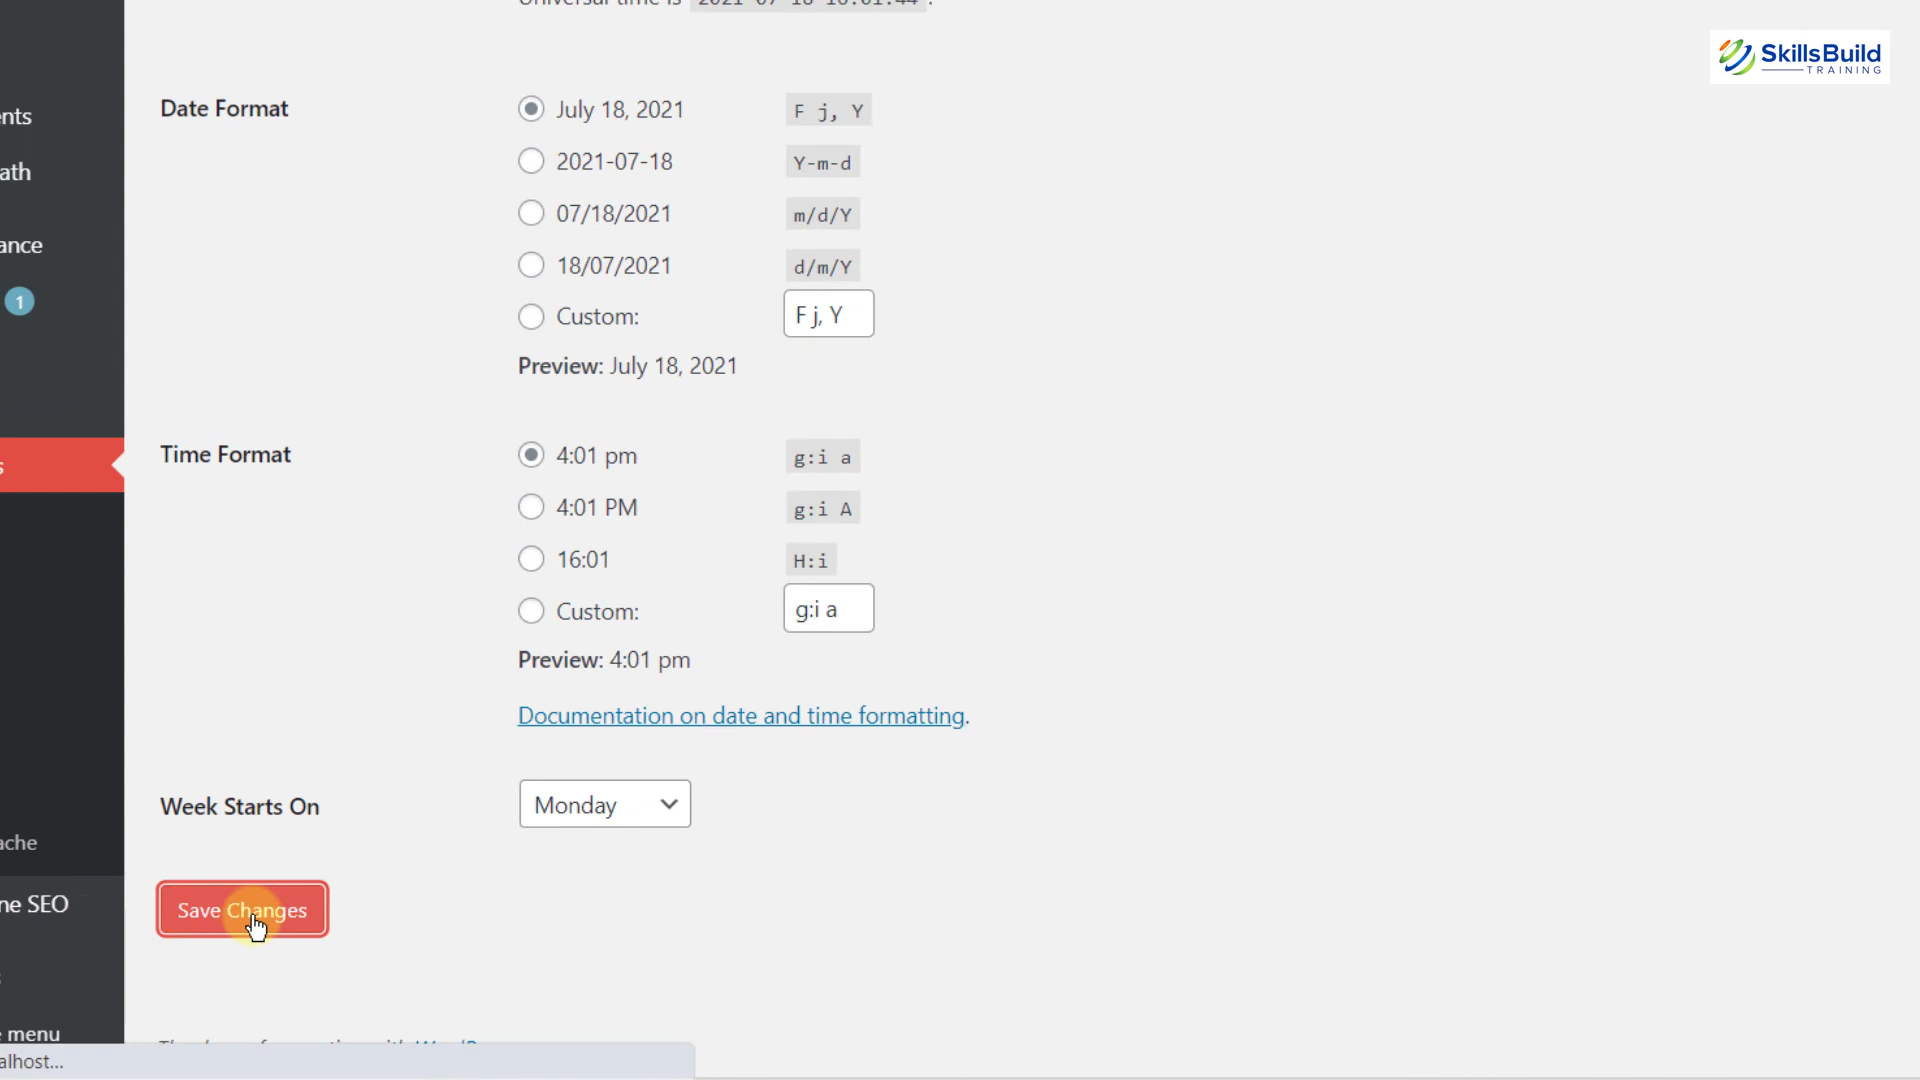 SkillsBuild
TRAINING
Date Format
July 18, 2021 F j, Y
2021-07-18 Y-m-d
07/18/2021 m/d/Y
18/07/2021 d/m/Y
Custom: F j, Y
Preview: July 18, 2021
Time Format
4:01 pm g:i a
4:01 PM g:i A
16:01 H:i
Custom: g:i a
Preview: 4:01 pm
Documentation on date and time formatting.
Week Starts On Monday
Save Changes
nts
ath
ance
1
s
ache
ne SEO
menu
alhost...